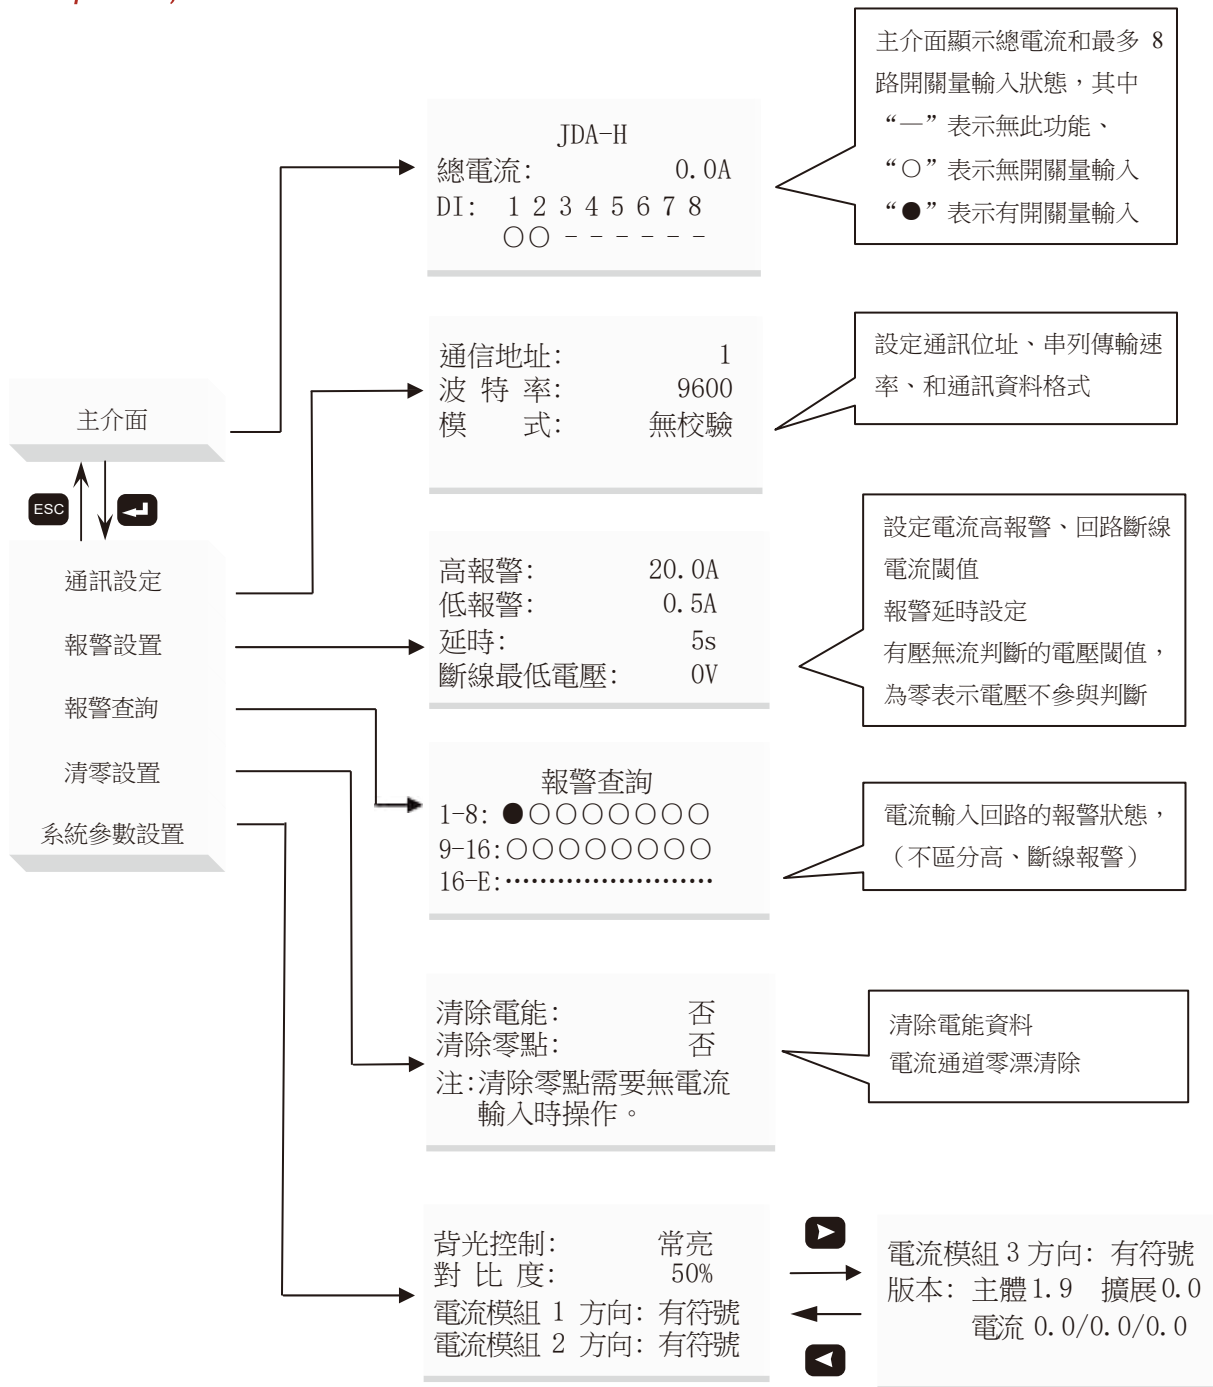 主介面
ESC
通訊設定
報警設置
報警查詢
清零設置
系統參數設置
JDA-H
總電流: 0.0A
DI: 1 2 3 4 5 6 7 8
○○------
主介面顯示總電流和最多 8
路開關量輸入狀態，其中
“—”表示無此功能、
“○”表示無開關量輸入
“●”表示有開關量輸入
通信地址: 1
波特率: 9600
模式: 無校驗
設定通訊位址、串列傳輸速
率、和通訊資料格式
高報警: 20.0A
低報警: 0.5A
延時: 5s
斷線最低電壓: 0V
設定電流高報警、回路斷線
電流閾值
報警延時設定
有壓無流判斷的電壓閾值，
為零表示電壓不參與判斷
報警查詢
1-8: ●○○○○○○○
9-16:○○○○○○○○
16-E:························
電流輸入回路的報警狀態，
（不區分高、斷線報警）
清除電能: 否
清除零點: 否
注:清除零點需要無電流
輸入時操作。
清除電能資料
電流通道零漂清除
背光控制: 常亮
對比度: 50%
電流模組 1 方向: 有符號
電流模組 2 方向: 有符號
電流模組 3 方向: 有符號
版本: 主體1.9 擴展0.0
電流 0.0/0.0/0.0